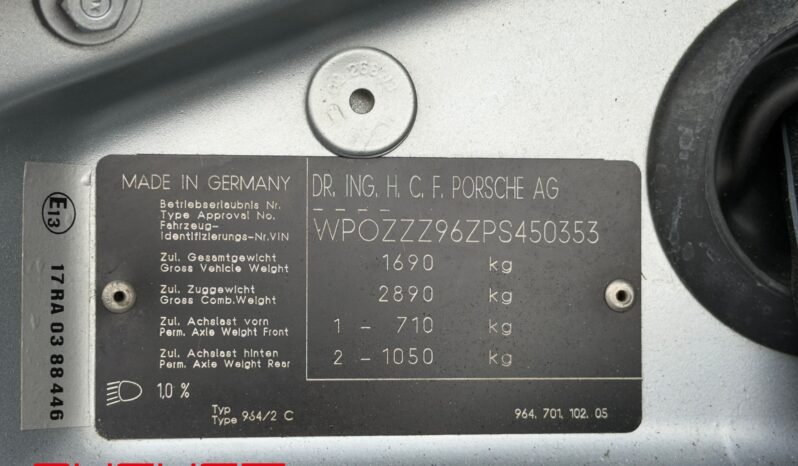 MADE IN GERMANY
DR. ING. H. C. F. PORSCHE AG
Betriebserlaubnis Nr.
Type Approval No.
Fahrzeug-
Identifizierungs-Nr.VIN
WPOZZZ96ZPS450353
Zul. Gesamtgewicht
Gross Vehicle Weight
1690 kg
Zul. Zuggewicht
Gross Comb.Weight
2890 kg
Zul. Achslast vorn
Perm. Axle Weight Front
1 - 710 kg
Zul. Achslast hinten
Perm. Axle Weight Rear
2 - 1050 kg
1,0 %
Typ
Type 964/2 C
964. 701. 102. 05
E13
17 RA 03 88 446